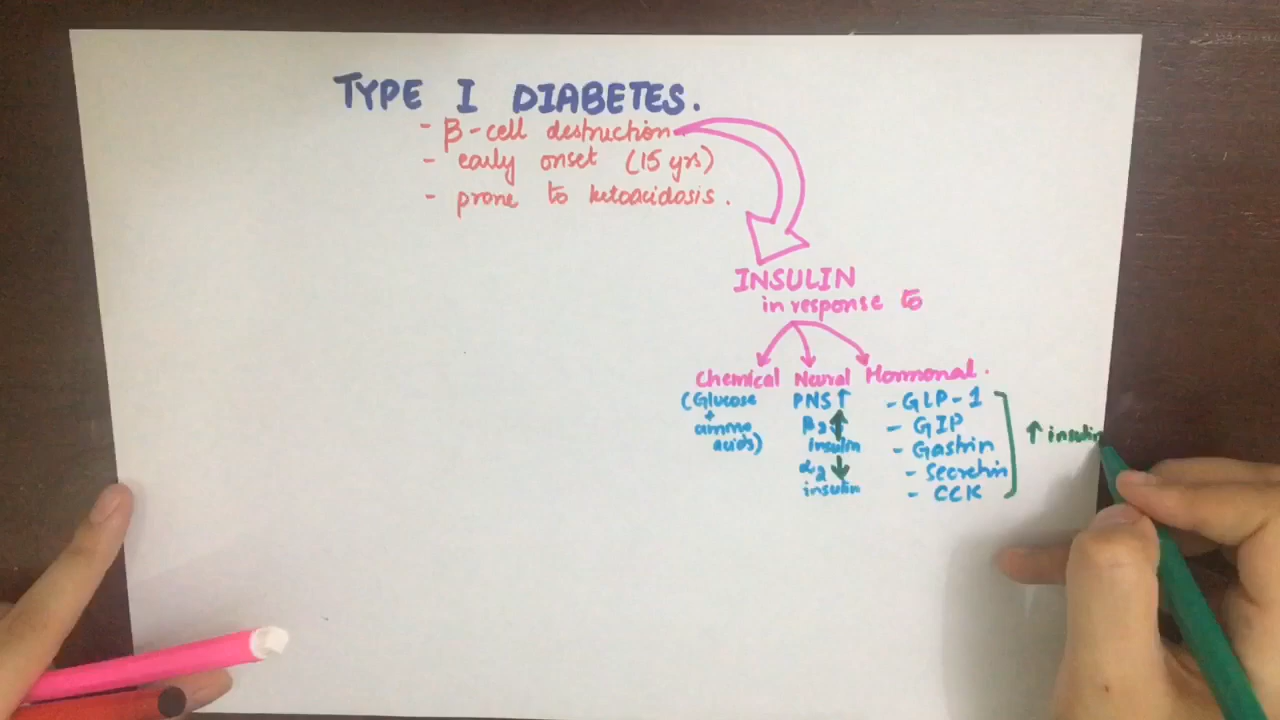 TYPE I DIABETES.
- β-cell destruction
- early onset (15 yrs)
- prone to ketoacidosis.
INSULIN
in response to
Chemical
(Glucose
+
amino
acids)
Neural
PNS ↑
β2 ↑
insulin
α2 ↓
insulin
Hormonal.
- GLP-1
- GIP
- Gastrin
- Secretin
- CCK
↑ insulin